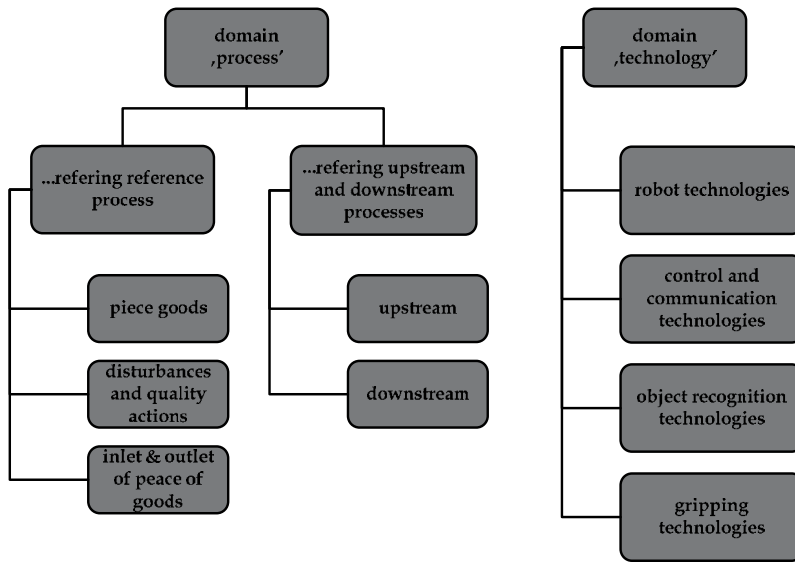 domain
‚process’
...refering reference
process
piece goods
disturbances
and quality
actions
inlet & outlet
of peace of
goods
...refering upstream
and downstream
processes
upstream
downstream
domain
‚technology’
robot technologies
control and
communication
technologies
object recognition
technologies
gripping
technologies